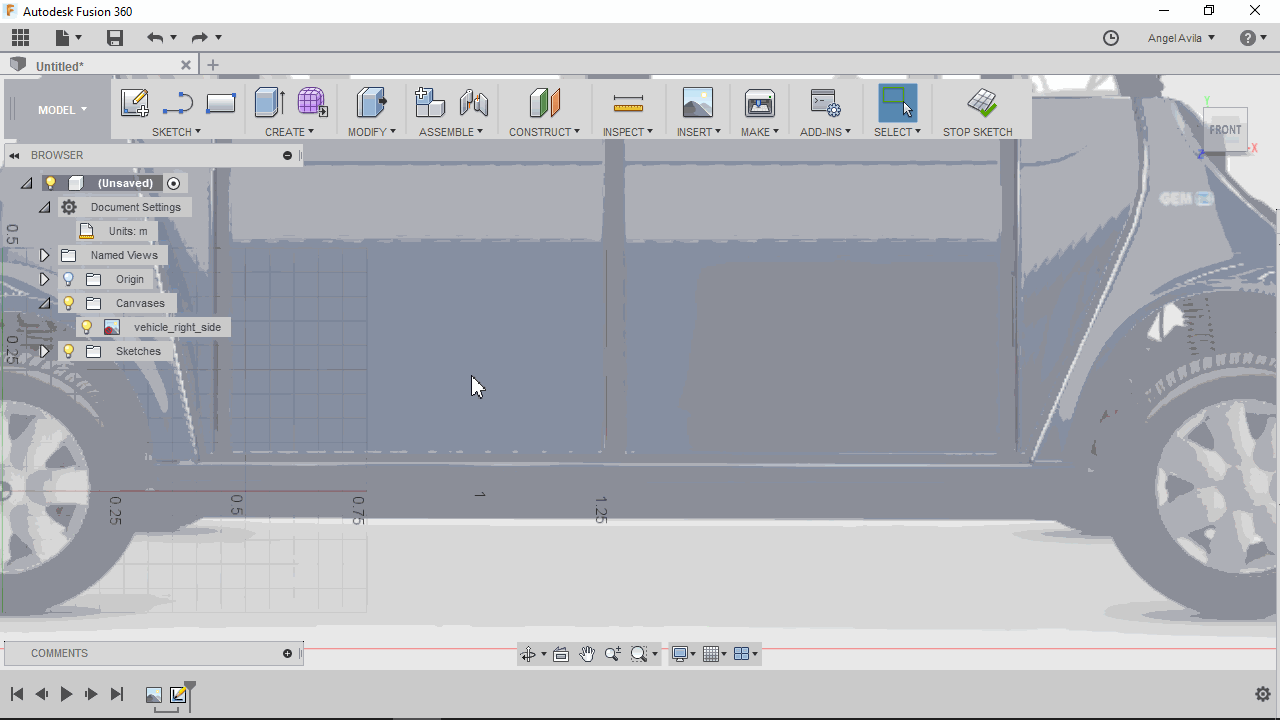 Autodesk Fusion 360
Angel Avila
Untitled*
MODEL
SKETCH
CREATE
MODIFY
ASSEMBLE
CONSTRUCT
INSPECT
INSERT
MAKE
ADD-INS
SELECT
STOP SKETCH
Y
FRONT
X
Z
BROWSER
(Unsaved)
Document Settings
Units: m
Named Views
Origin
Canvases
vehicle_right_side
Sketches
GEM
0.5
0.25
0.25
0.5
0.75
1
1.25
COMMENTS